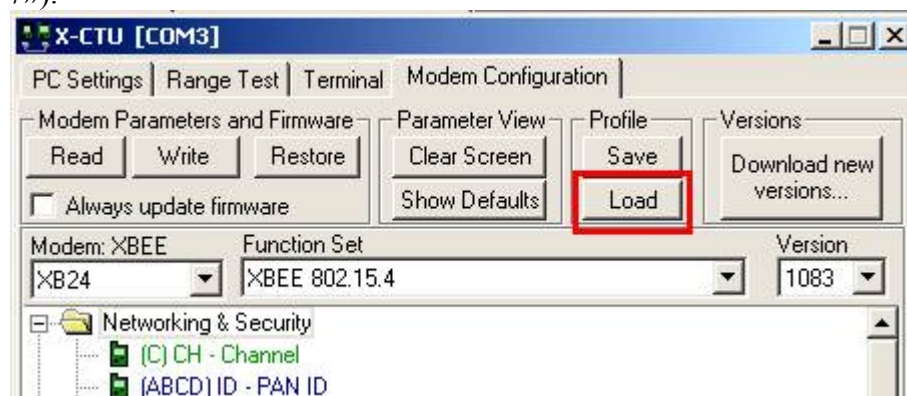 X-CTU [COM3]
PC Settings Range Test Terminal Modem Configuration
Modem Parameters and Firmware Parameter View Profile Versions
Read Write Restore Clear Screen Save Download new versions...
Always update firmware Show Defaults Load
Modem: XBEE Function Set Version
XB24 XBEE 802.15.4 1083
Networking & Security
(C) CH - Channel
(ABCD) ID - PAN ID